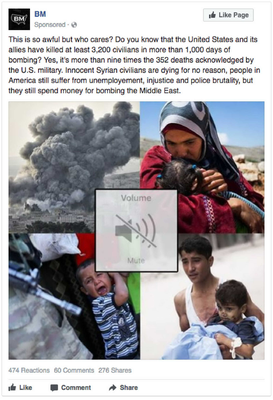 BM
BM
Like Page
Sponsored ·
This is so awful but who cares? Do you know that the United States and its
allies have killed at least 3,200 civilians in more than 1,000 days of
bombing? Yes, it's more than nine times the 352 deaths acknowledged by
the U.S. military. Innocent Syrian civilians are dying for no reason, people in
America still suffer from unemployement, injustice and police brutality, but
they still spend money for bombing the Middle East.
Volume
Mute
474 Reactions 60 Comments 276 Shares
Like Comment Share